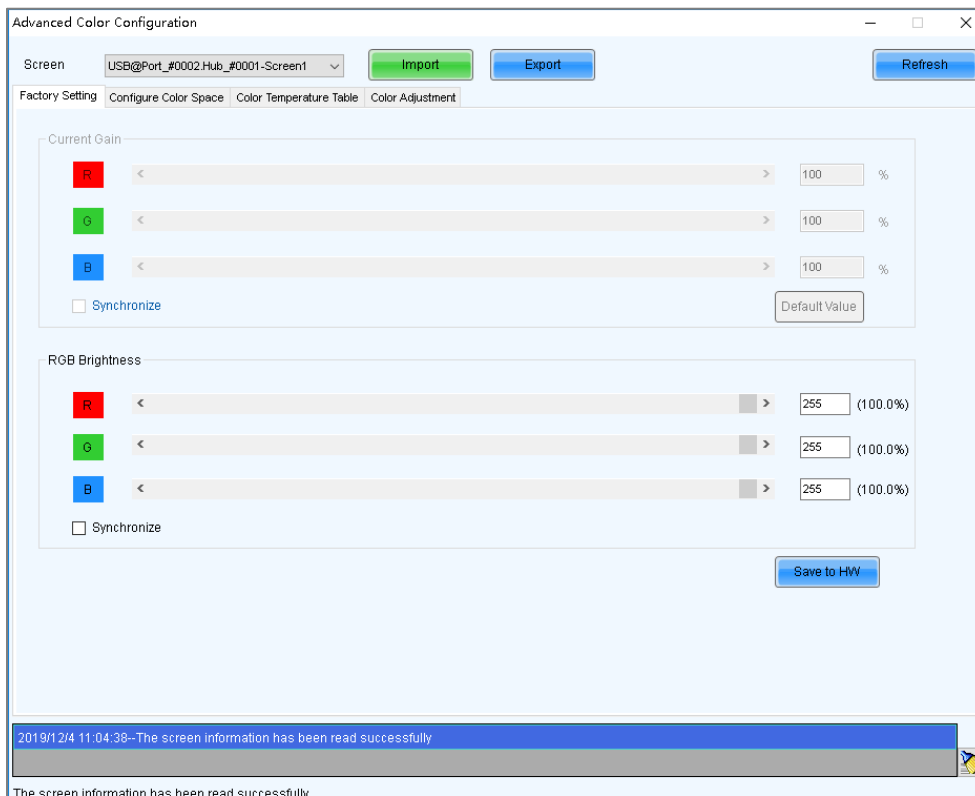 Advanced Color Configuration
Screen USB@Port_#0002.Hub_#0001-Screen1 Import Export Refresh
Factory Setting Configure Color Space Color Temperature Table Color Adjustment
Current Gain
R 100 %
G 100 %
B 100 %
Synchronize Default Value
RGB Brightness
R 255 (100.0%)
G 255 (100.0%)
B 255 (100.0%)
Synchronize
Save to HW
2019/12/4 11:04:38--The screen information has been read successfully
The screen information has been read successfully